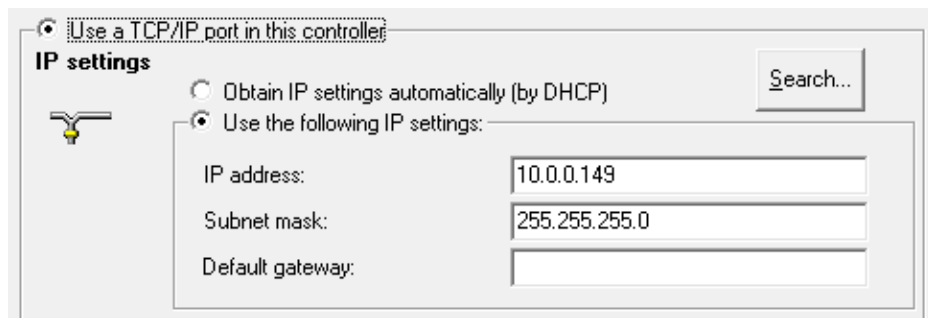 Use a TCP/IP port in this controller
IP settings
Search...
Obtain IP settings automatically (by DHCP)
Use the following IP settings:
IP address: 10.0.0.149
Subnet mask: 255.255.255.0
Default gateway: